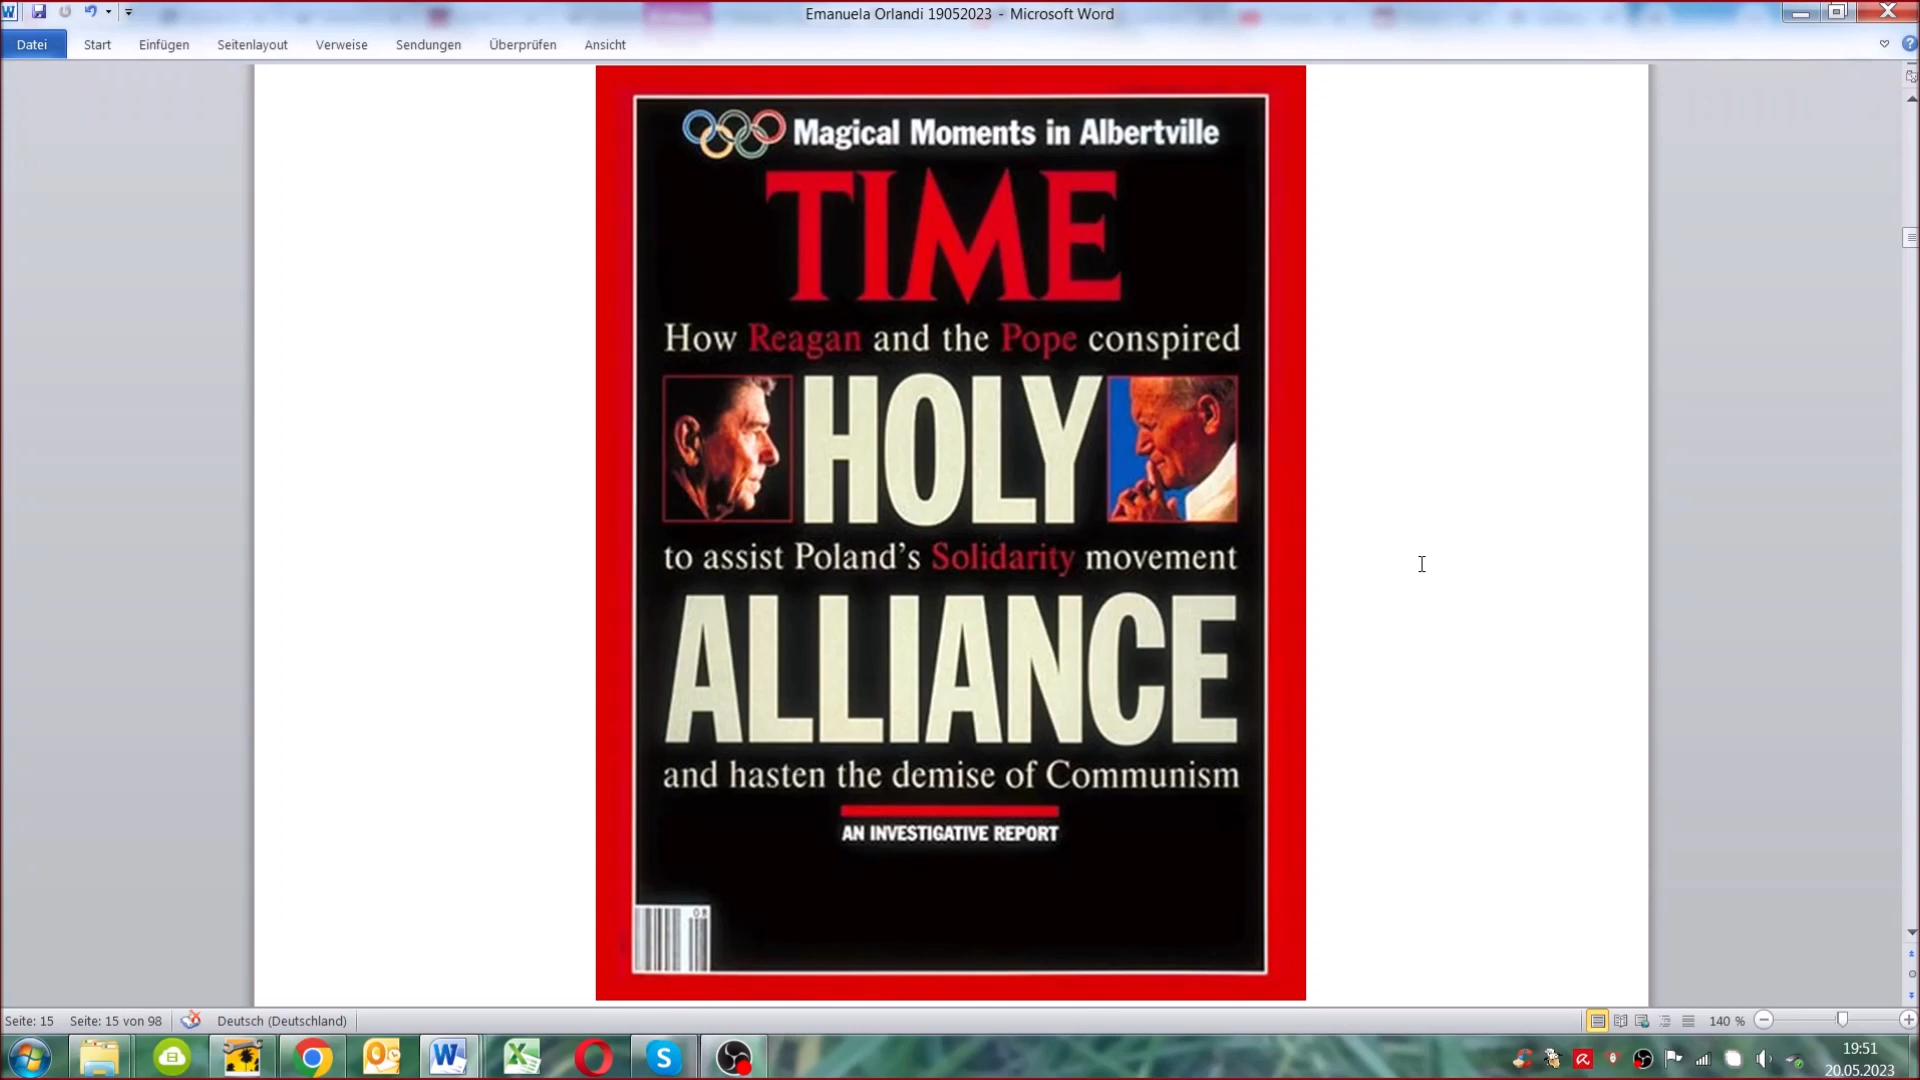 Emanuela Orlandi 19052023 - Microsoft Word
Datei Start Einfügen Seitenlayout Verweise Sendungen Überprüfen Ansicht
Magical Moments in Albertville
TIME
How Reagan and the Pope conspired
HOLY
to assist Poland's Solidarity movement
ALLIANCE
and hasten the demise of Communism
AN INVESTIGATIVE REPORT
08
Seite: 15 Seite: 15 von 98 Deutsch (Deutschland) 140 %
19:51
20.05.2023